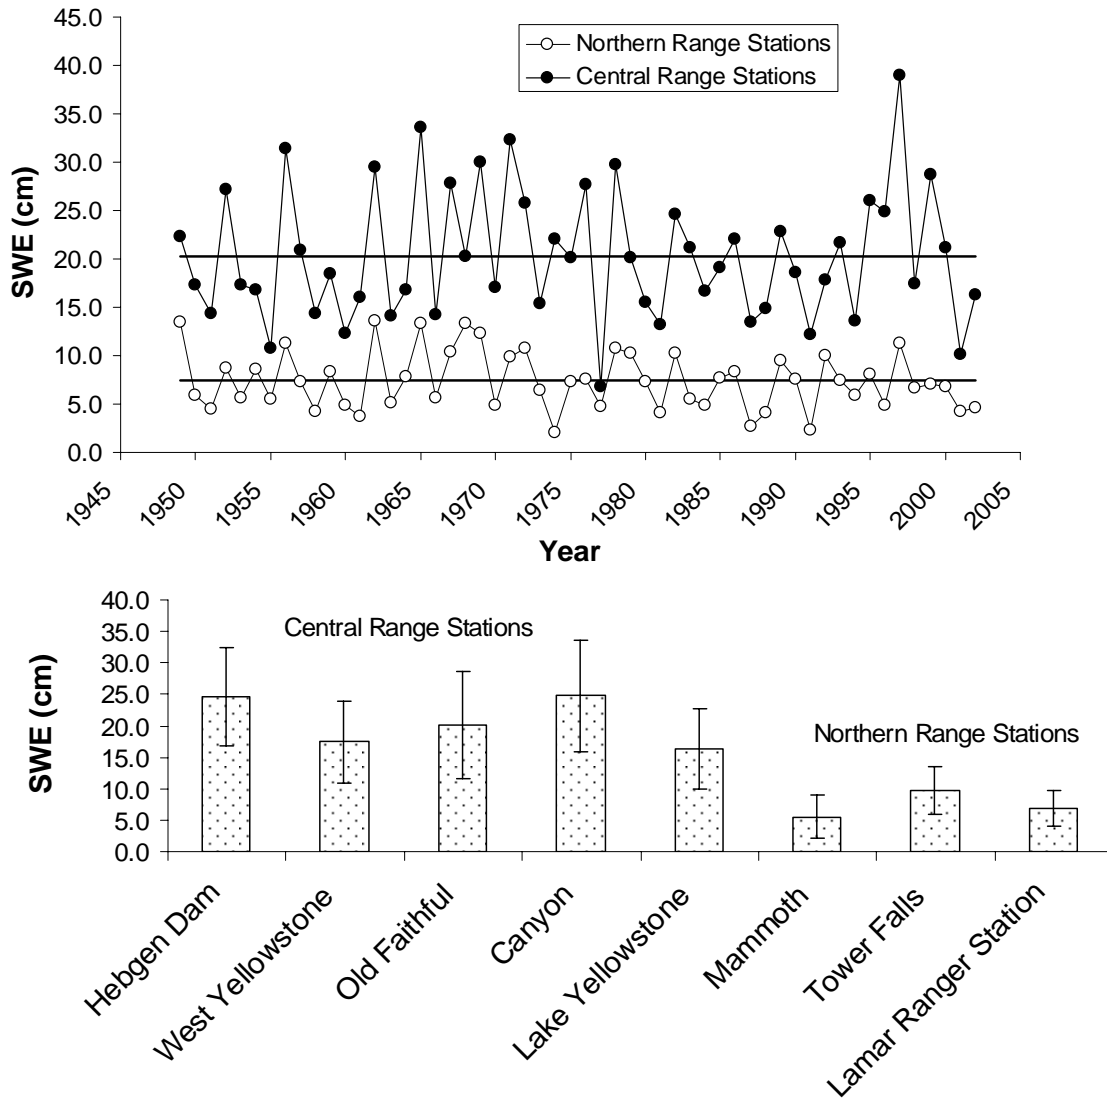 45.0
40.0
35.0
30.0
25.0
20.0
15.0
10.0
5.0
0.0
SWE (cm)
Northern Range Stations
Central Range Stations
1945
1950
1955
1960
1965
1970
1975
1980
1985
1990
1995
2000
2005
Year
40.0
35.0
30.0
25.0
20.0
15.0
10.0
5.0
0.0
SWE (cm)
Central Range Stations
Northern Range Stations
Hebgen Dam
West Yellowstone
Old Faithful
Canyon
Lake Yellowstone
Mammoth
Tower Falls
Lamar Ranger Station